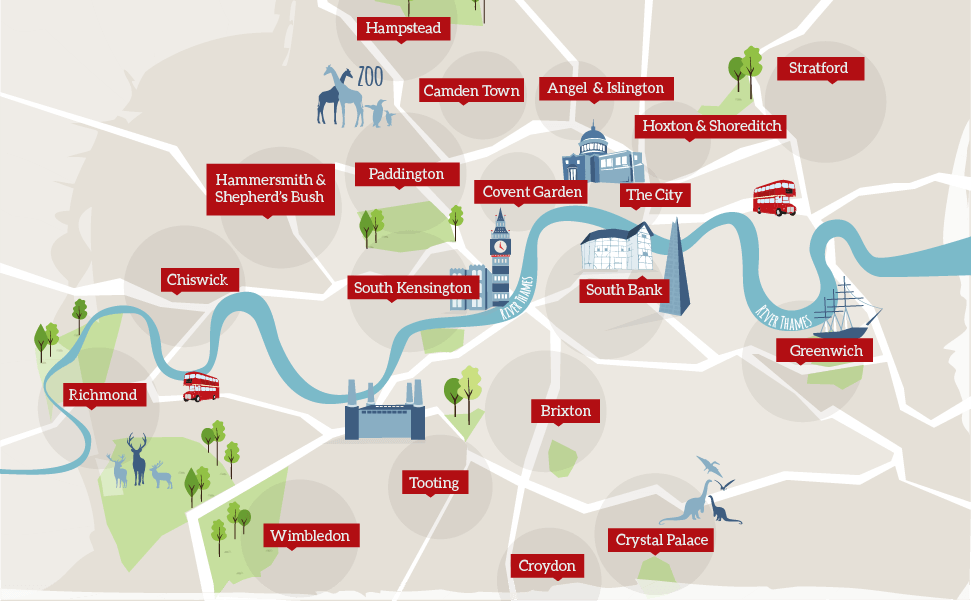 Hampstead
ZOO
Stratford
Camden Town
Angel & Islington
Hoxton & Shoreditch
Paddington
Hammersmith &
Shepherd's Bush
Covent Garden
The City
Chiswick
South Kensington
RIVER THAMES
South Bank
RIVER THAMES
Greenwich
Richmond
Brixton
Tooting
Wimbledon
Crystal Palace
Croydon